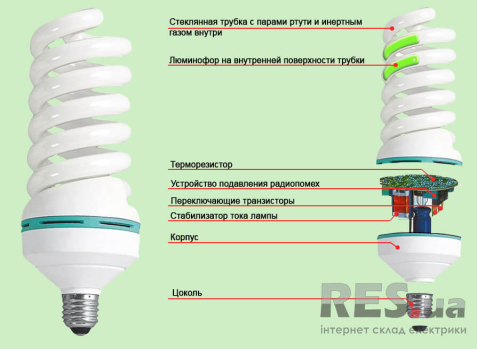 Стеклянная трубка с парами ртути и инертным
газом внутри
Люминофор на внутренней поверхности трубки
Терморезистор
Устройство подавления радиопомех
Переключающие транзисторы
Стабилизатор тока лампы
Корпус
Цоколь
RES.ua
інтернет склад електрики